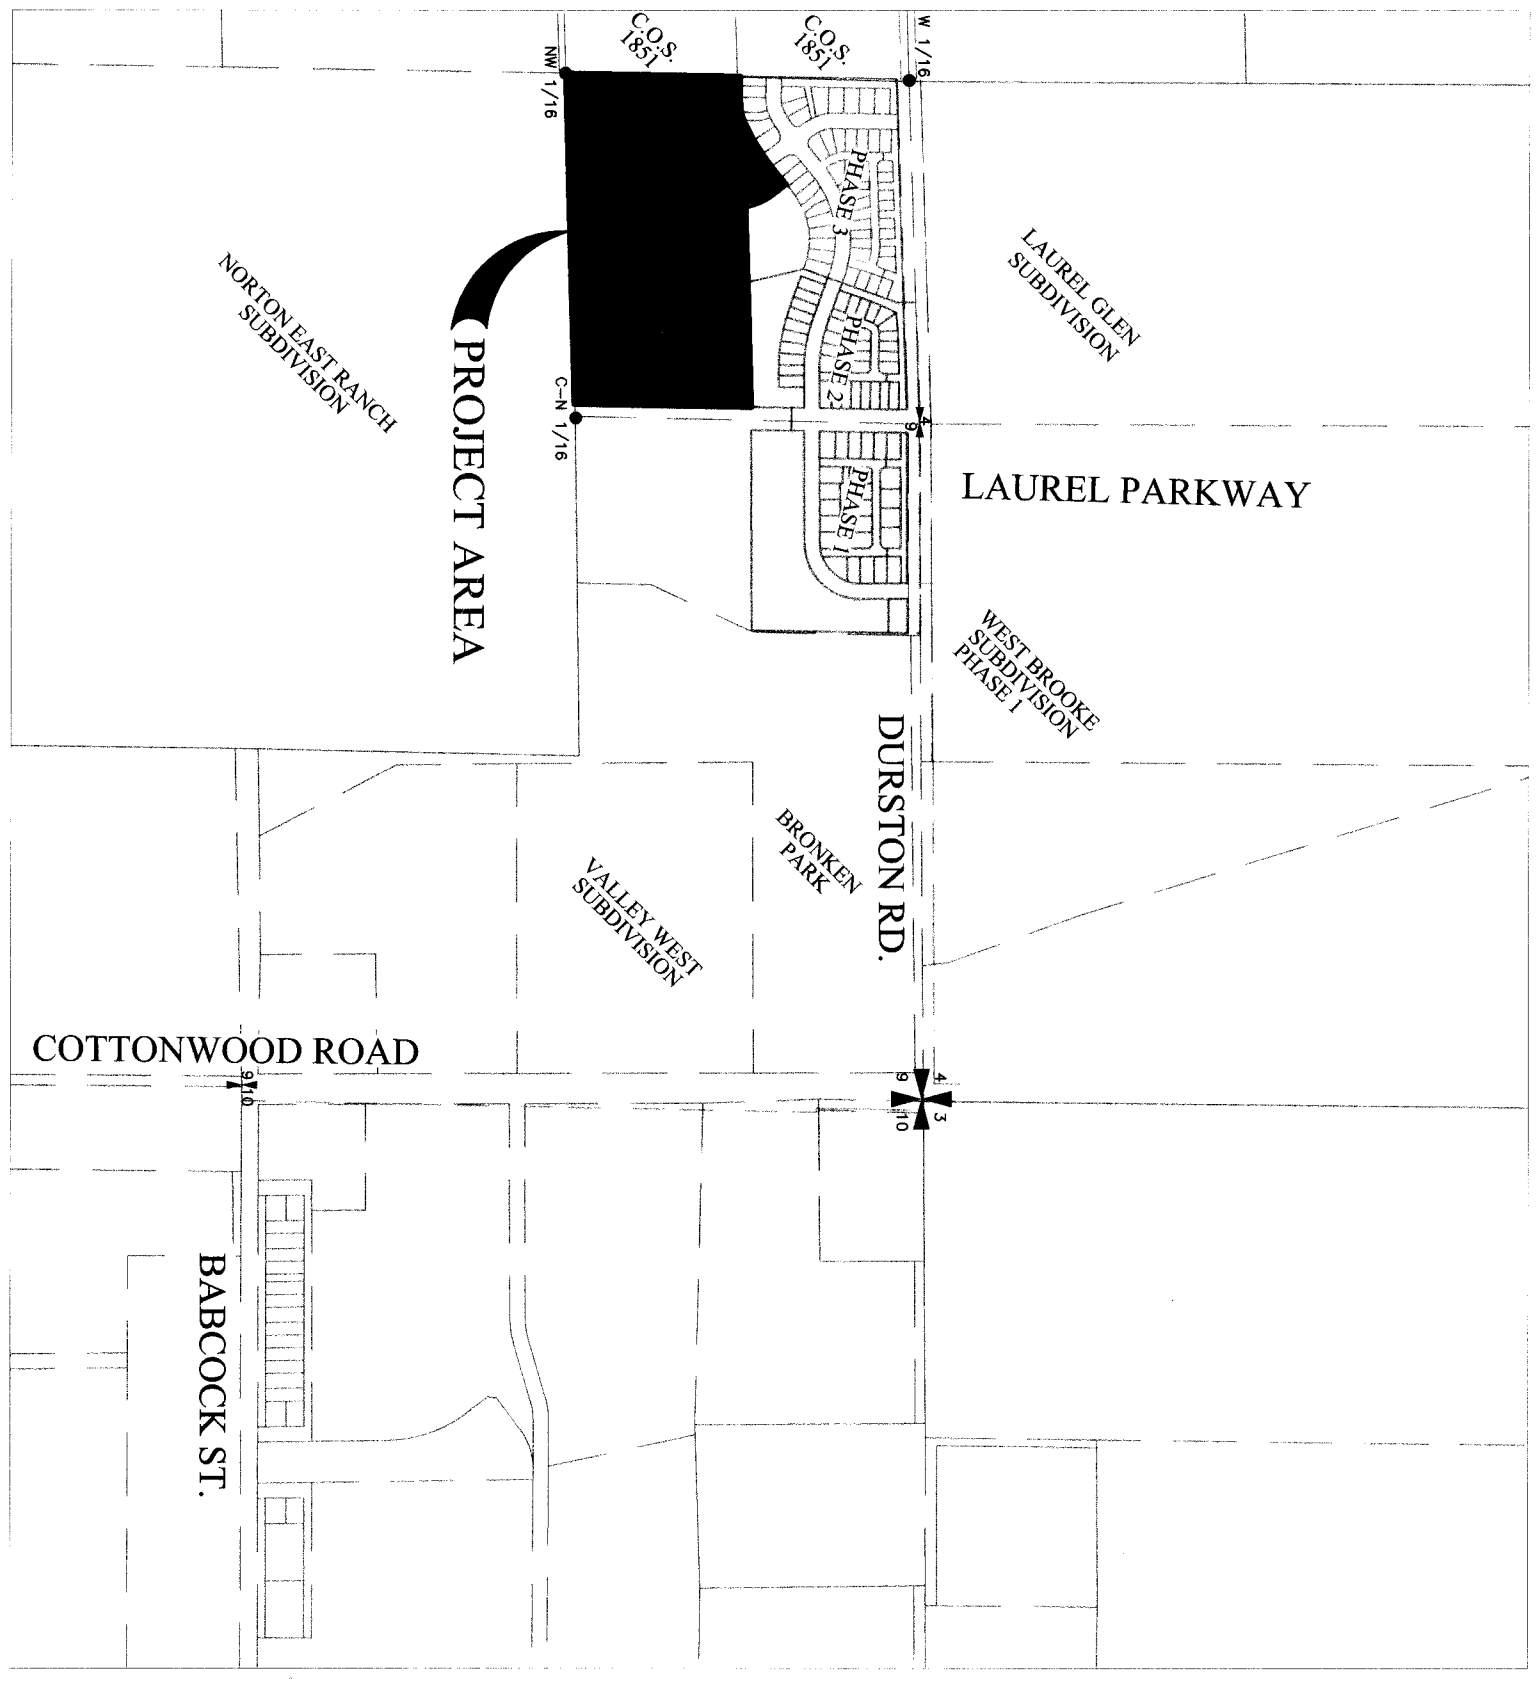 C.O.S.
1851
C.O.S.
1851
W 1/16
NW 1/16
PHASE 3
LAUREL GLEN
SUBDIVISION
NORTON EAST RANCH
SUBDIVISION
PHASE 2
PROJECT AREA
C-N 1/16
4
9
LAUREL PARKWAY
PHASE 1
WEST BROOKE
SUBDIVISION
PHASE 1
DURSTON RD.
BRONKEN
PARK
VALLEY WEST
SUBDIVISION
COTTONWOOD ROAD
9
10
4
9
3
10
BABCOCK ST.